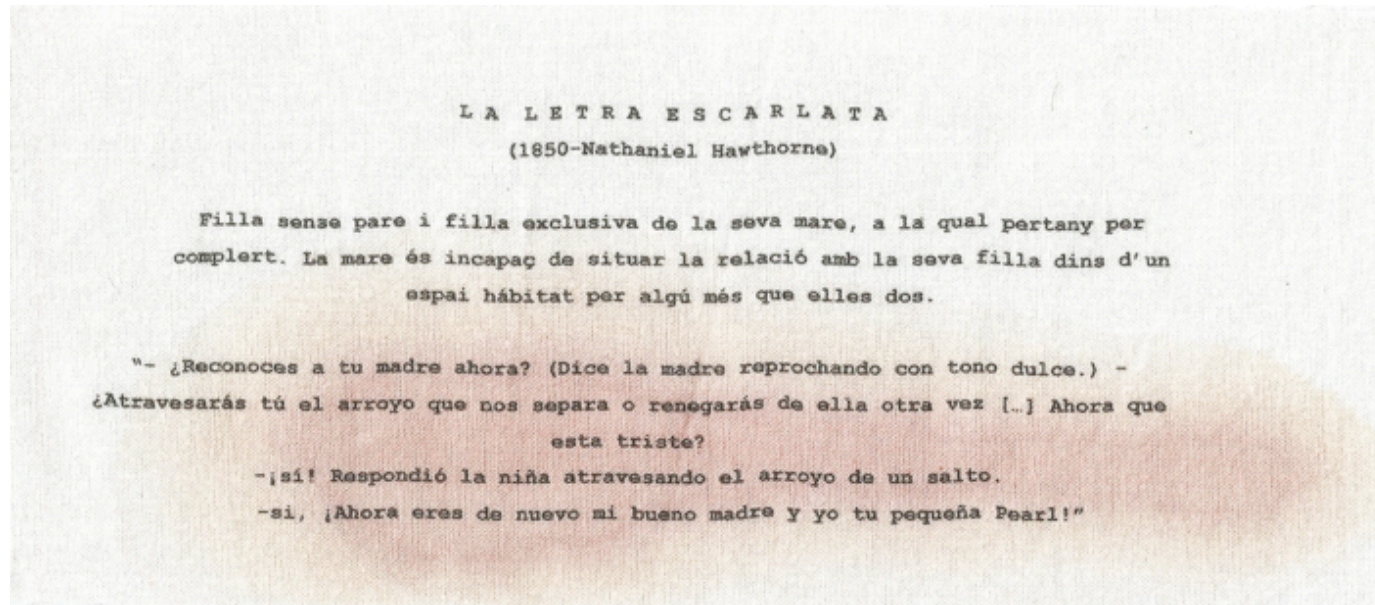 LA LETRA ESCARLATA
(1850-Nathaniel Hawthorne)
Filla sense pare i filla exclusiva de la seva mare, a la qual pertany per
complert. La mare és incapaç de situar la relació amb la seva filla dins d'un
espai hábitat per algú més que elles dos.
"- ¿Reconoces a tu madre ahora? (Dice la madre reprochando con tono dulce.) -
¿Atravesarás tú el arroyo que nos separa o renegarás de ella otra vez […] Ahora que
esta triste?
-¡sí! Respondió la niña atravesando el arroyo de un salto.
-si, ¡Ahora eres de nuevo mi bueno madre y yo tu pequeña Pearl!"